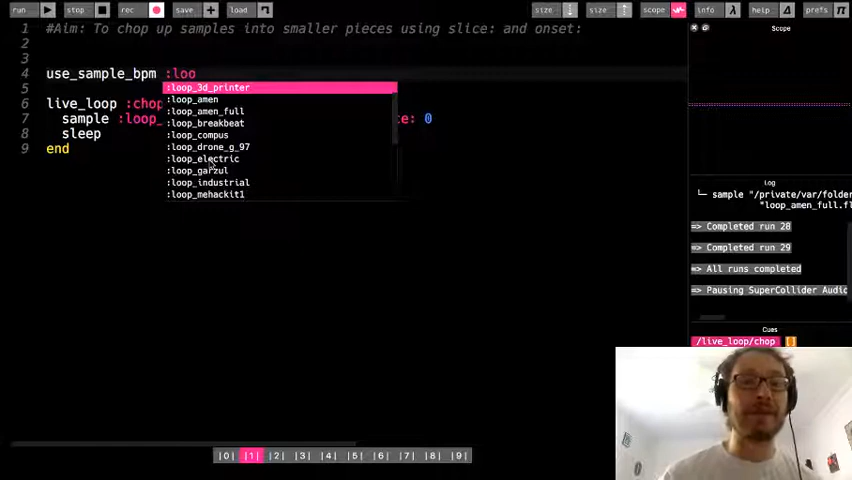 run stop rec save load size size scope info help prefs
1 #Aim: To chop up samples into smaller pieces using slice: and onset:
2
3
4 use_sample_bpm :loo
5
6 live_loop :chop
7 sample :loop_ te: 0
8 sleep
9 end
:loop_3d_printer
:loop_amen
:loop_amen_full
:loop_breakbeat
:loop_compus
:loop_drone_g_97
:loop_electric
:loop_garzul
:loop_industrial
:loop_mehackit1
Scope
Log
└─ sample "/private/var/folder
"loop_amen_full.fl
=> Completed run 28
=> Completed run 29
=> All runs completed
=> Pausing SuperCollider Audio
Cues
/live_loop/chop []
|0| |1| |2| |3| |4| |5| |6| |7| |8| |9|